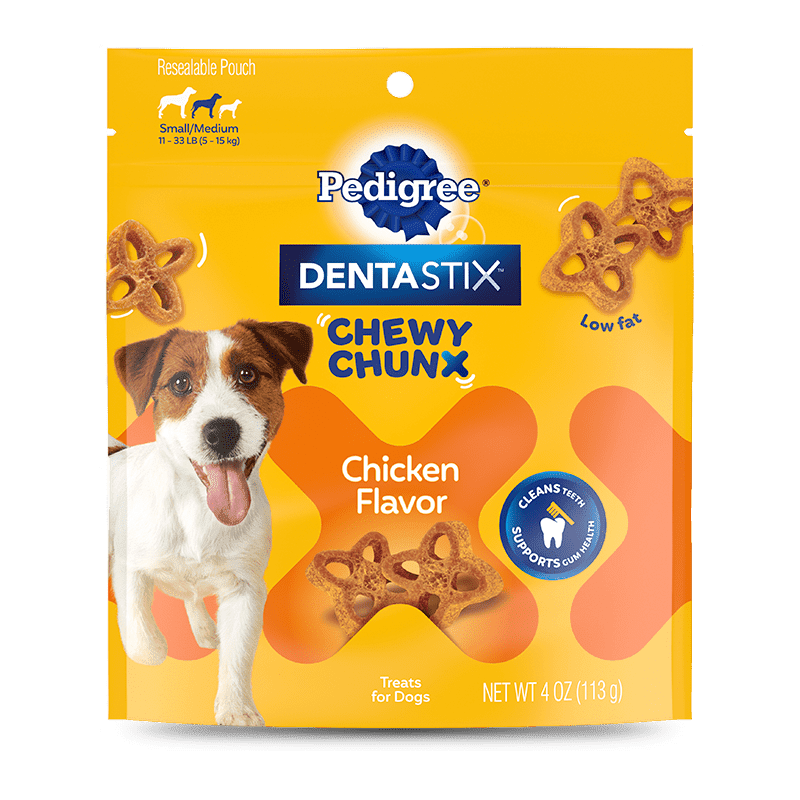 Resealable Pouch
Small/Medium
11 - 33 LB (5 - 15 kg)
Pedigree®
DENTASTIX™
CHEWY
CHUNX
Low fat
Chicken
Flavor
CLEANS TEETH
SUPPORTS GUM HEALTH
Treats
for Dogs
NET WT 4 OZ (113 g)